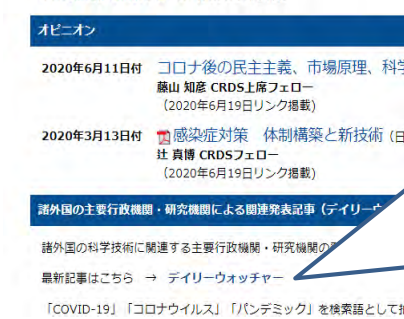 オピニオン
2020年6月11日付 コロナ後の民主主義、市場原理、科学
藤山 知彦 CRDS上席フェロー
（2020年6月19日リンク掲載）
2020年3月13日付 感染症対策 体制構築と新技術（日
辻 真博 CRDSフェロー
（2020年6月19日リンク掲載）
諸外国の主要行政機関・研究機関による関連発表記事（デイリーウ
諸外国の科学技術に関連する主要行政機関・研究機関の
最新記事はこちら → デイリーウォッチャー
「COVID-19」「コロナウイルス」「パンデミック」を検索語として